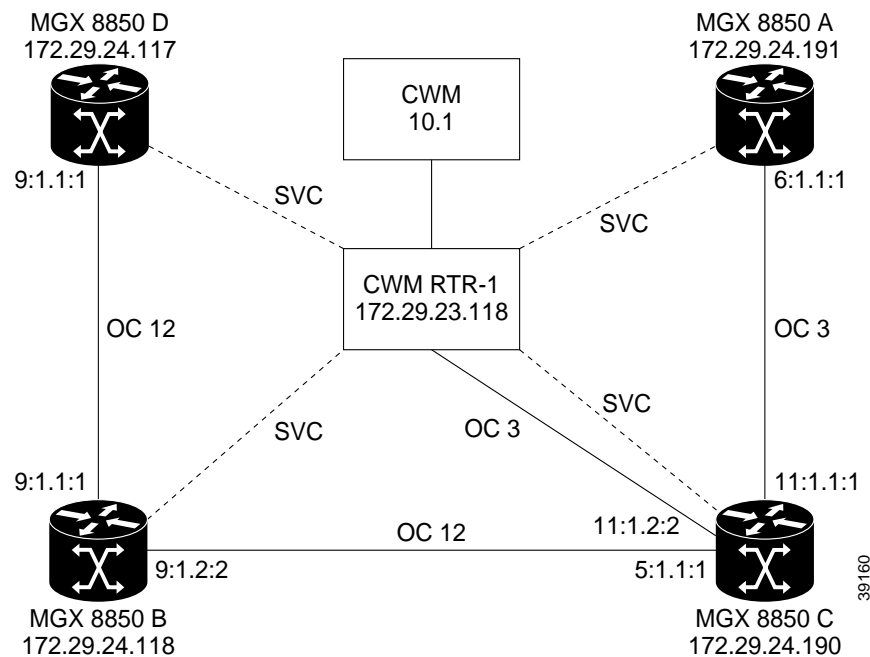 MGX 8850 D
172.29.24.117
MGX 8850 A
172.29.24.191
CWM
10.1
9:1.1:1
6:1.1:1
SVC
SVC
CWM RTR-1
172.29.23.118
OC 12
OC 3
SVC
SVC
OC 3
9:1.1:1
11:1.1:1
OC 12
11:1.2:2
9:1.2:2
5:1.1:1
MGX 8850 B
172.29.24.118
MGX 8850 C
172.29.24.190
39160